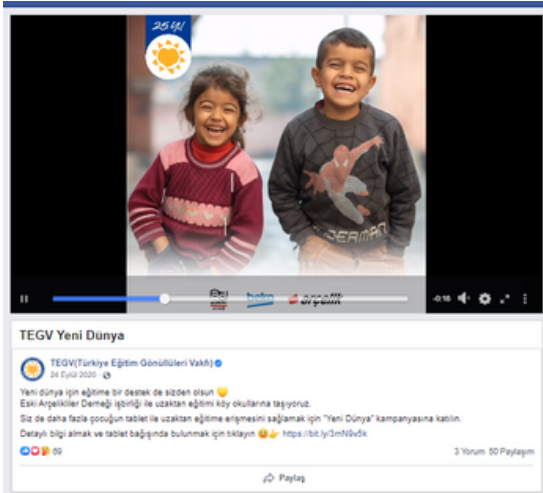 25 Yıl
SPIDERMAN
beko arçelik
-0:16
TEGV Yeni Dünya
TEGV(Türkiye Eğitim Gönüllüleri Vakfı)
24 Eylül 2020
Yeni dünya için eğitime bir destek de sizden olsun 💛
Eski Arçelikliler Derneği işbirliği ile uzaktan eğitimi köy okullarına taşıyoruz.
Siz de daha fazla çocuğun tablet ile uzaktan eğitime erişmesini sağlamak için "Yeni Dünya" kampanyasına katılın.
Detaylı bilgi almak ve tablet bağışında bulunmak için tıklayın 😀👉 https://bit.ly/3mN9v5k
69
3 Yorum 50 Paylaşım
Paylaş